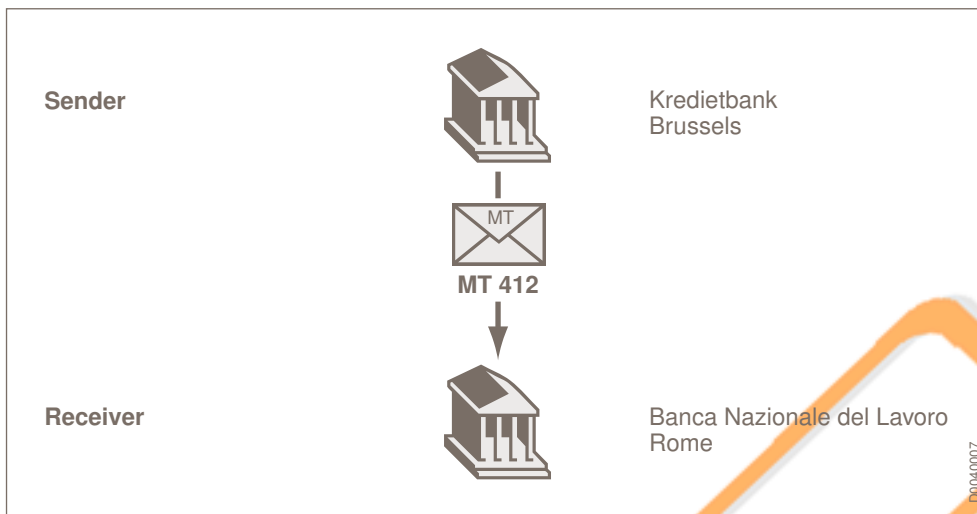 Sender
Kredietbank
Brussels
MT
MT 412
Receiver
Banca Nazionale del Lavoro
Rome
D0040007